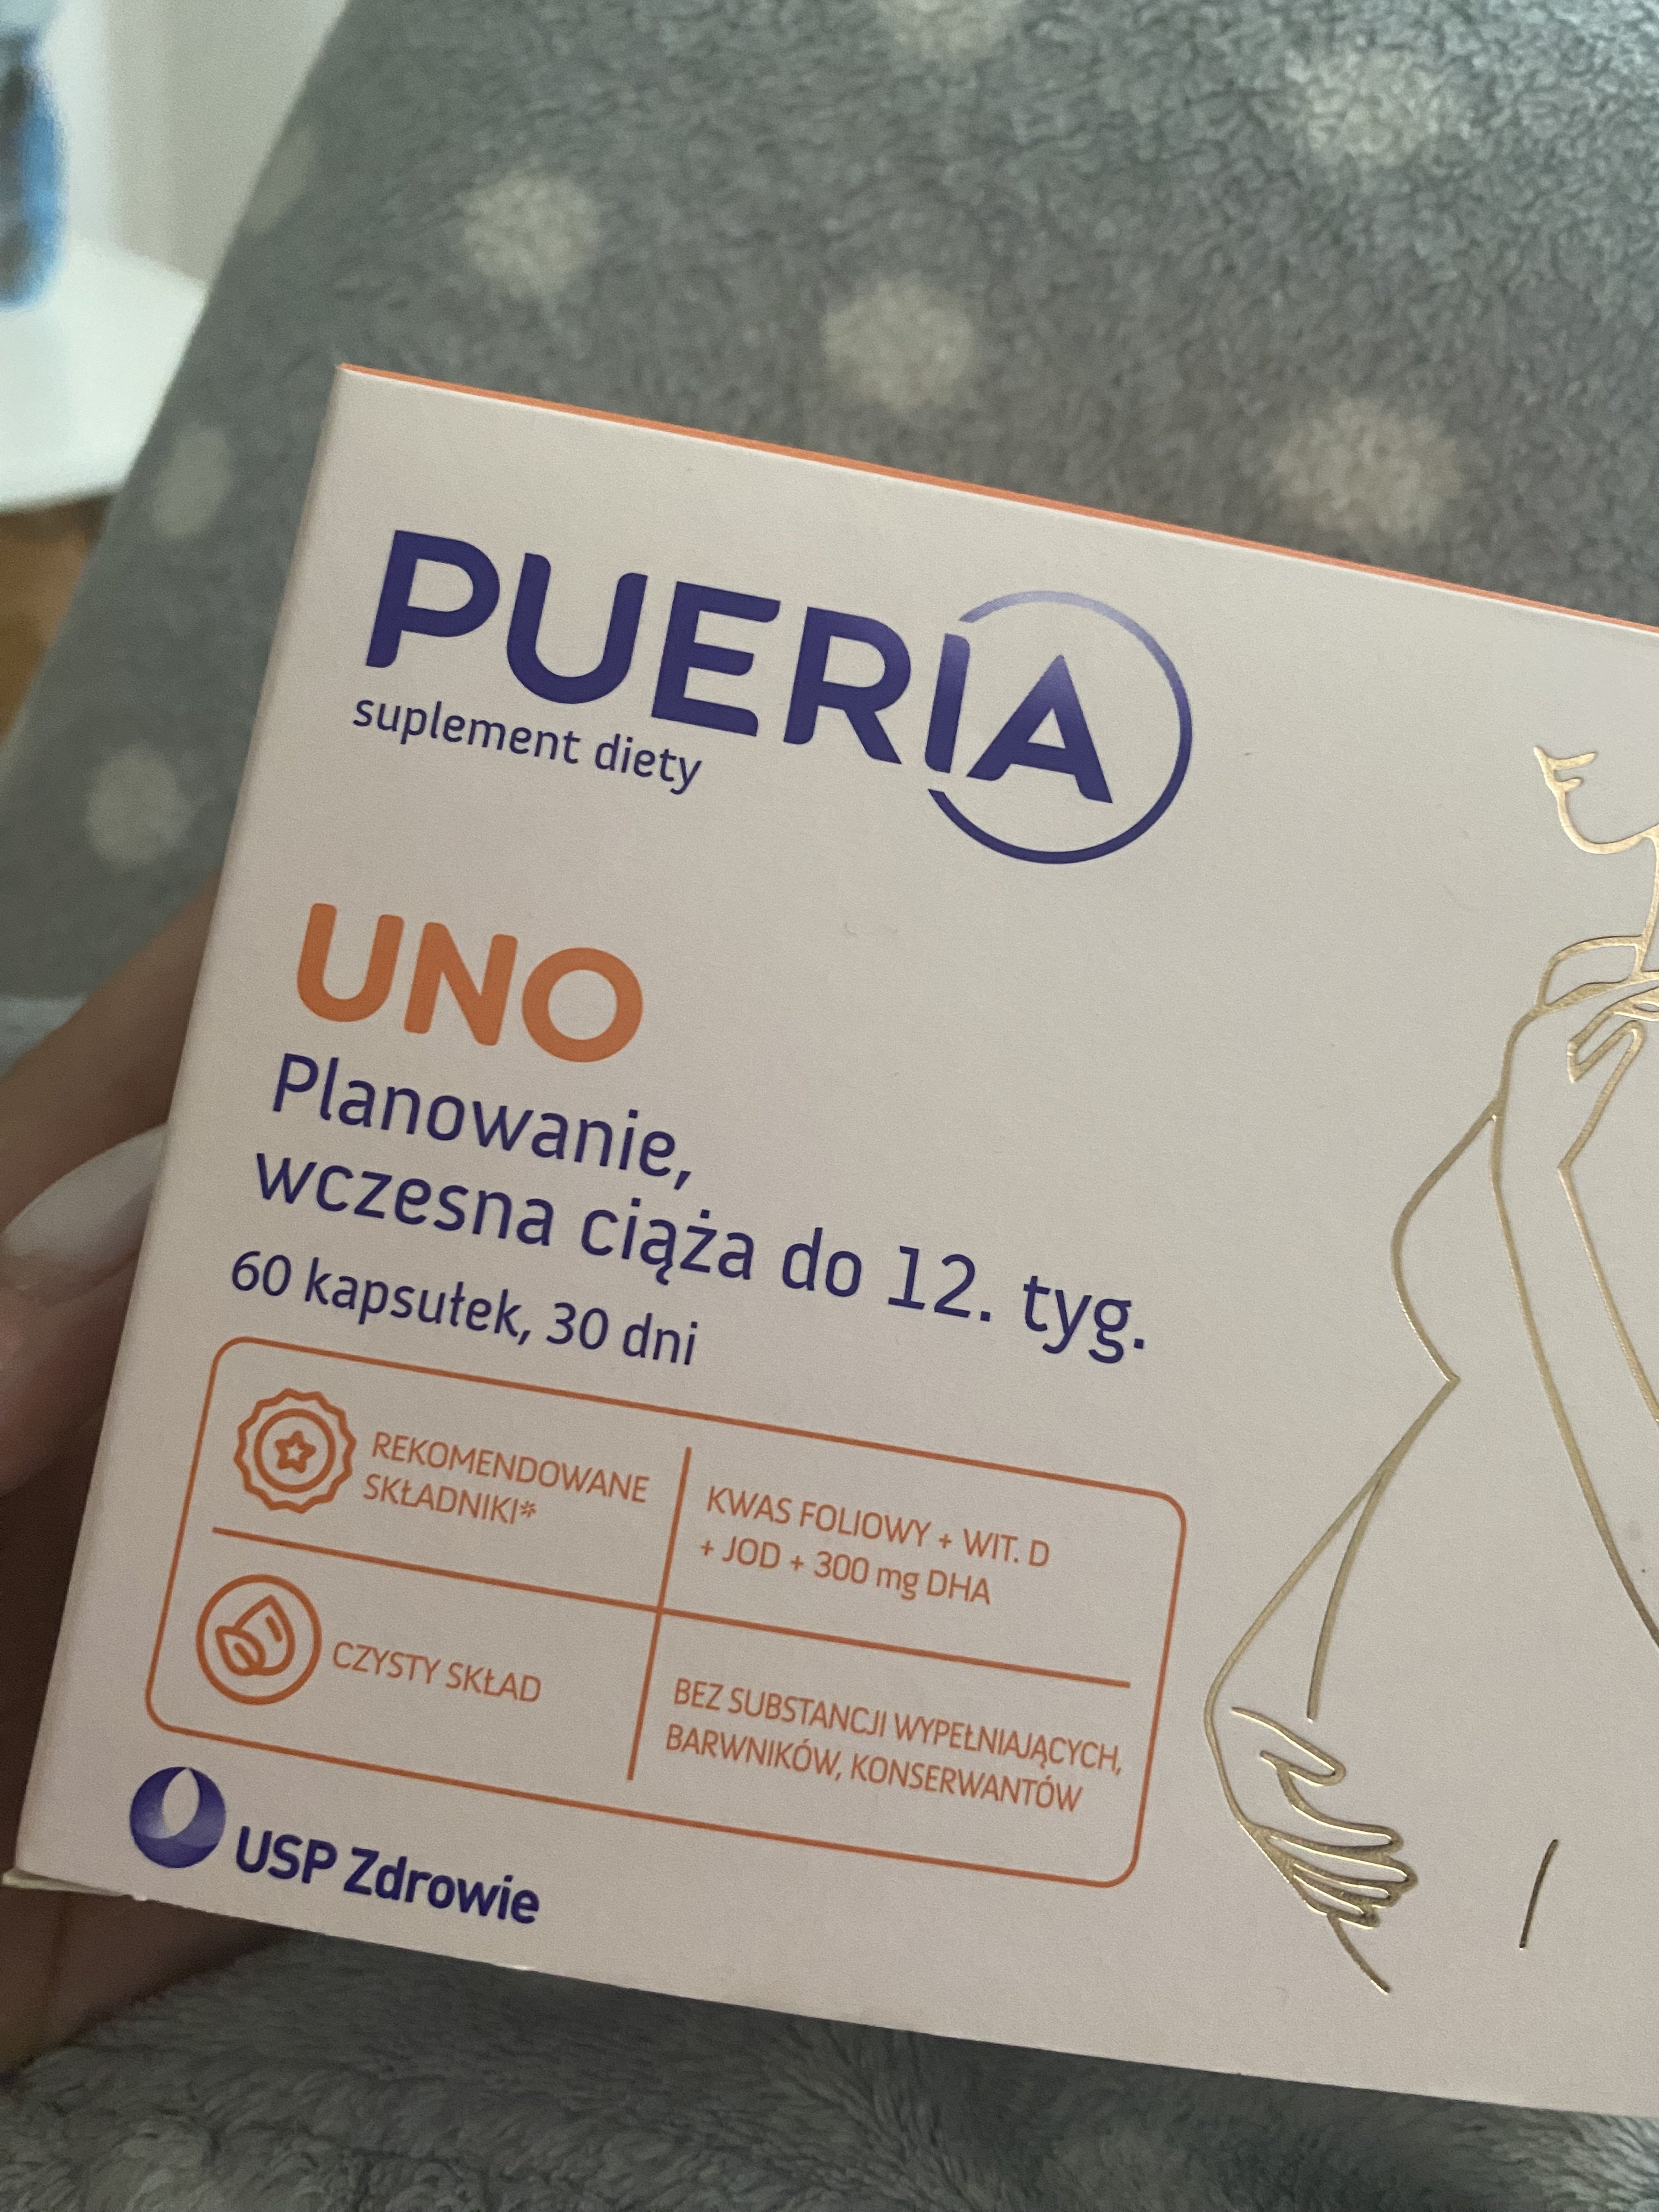 PUERIA
suplement diety
UNO
Planowanie,
wczesna ciąża do 12. tyg.
60 kapsułek, 30 dni
REKOMENDOWANE
SKŁADNIKI*
KWAS FOLIOWY + WIT. D
+ JOD + 300 mg DHA
CZYSTY SKŁAD
BEZ SUBSTANCJI WYPEŁNIAJĄCYCH,
BARWNIKÓW, KONSERWANTÓW
USP Zdrowie